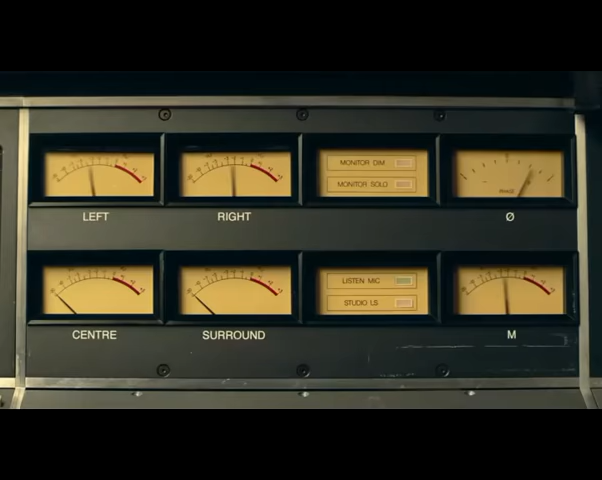 MONITOR DIM
MONITOR SOLO
LEFT
RIGHT
Ø
LISTEN MIC
STUDIO LS
CENTRE
SURROUND
M